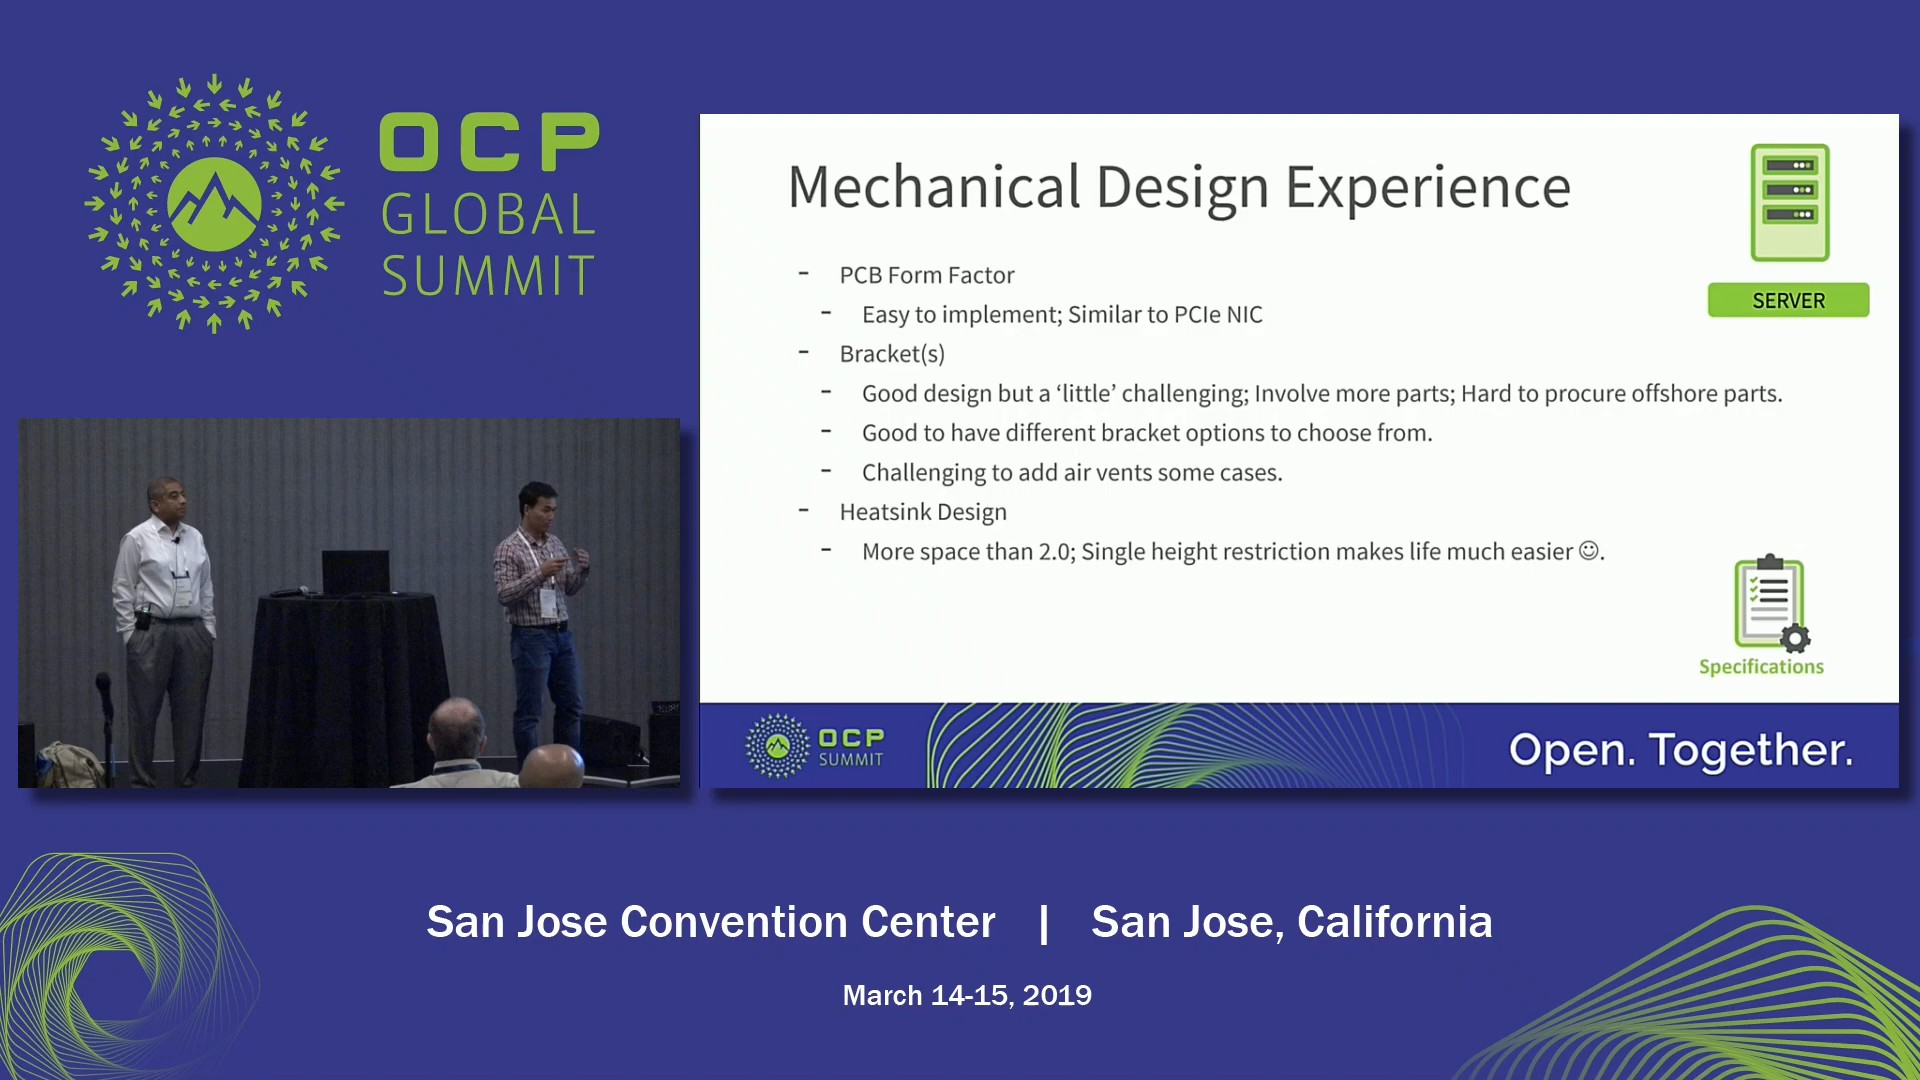 OCP
GLOBAL
SUMMIT
Mechanical Design Experience
- PCB Form Factor
- Easy to implement; Similar to PCIe NIC
- Bracket(s)
- Good design but a ‘little’ challenging; Involve more parts; Hard to procure offshore parts.
- Good to have different bracket options to choose from.
- Challenging to add air vents some cases.
- Heatsink Design
- More space than 2.0; Single height restriction makes life much easier ☺.
SERVER
Specifications
OCP
SUMMIT
Open. Together.
San Jose Convention Center | San Jose, California
March 14-15, 2019